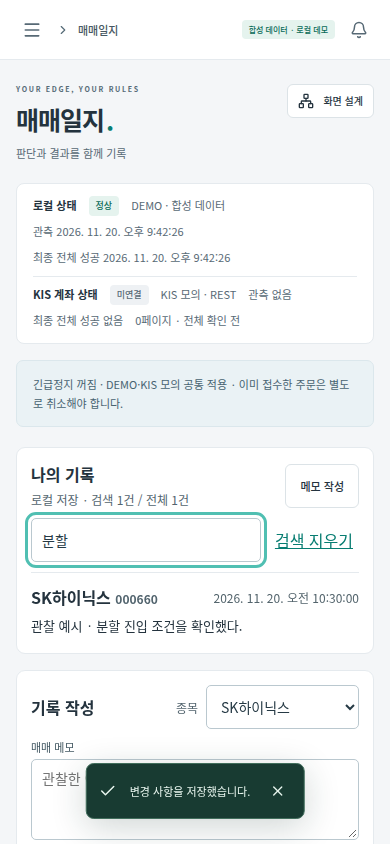 매매일지
합성 데이터 · 로컬 데모
YOUR EDGE, YOUR RULES
매매일지.
화면 설계
판단과 결과를 함께 기록
로컬 상태 정상 DEMO · 합성 데이터
관측 2026. 11. 20. 오후 9:42:26
최종 전체 성공 2026. 11. 20. 오후 9:42:26
KIS 계좌 상태 미연결 KIS 모의 · REST 관측 없음
최종 전체 성공 없음 0페이지 · 전체 확인 전
긴급정지 꺼짐 · DEMO·KIS 모의 공통 적용 · 이미 접수한 주문은 별도
로 취소해야 합니다.
나의 기록
메모 작성
로컬 저장 · 검색 1건 / 전체 1건
분할
검색 지우기
SK하이닉스 000660 2026. 11. 20. 오전 10:30:00
관찰 예시 · 분할 진입 조건을 확인했다.
기록 작성 종목 SK하이닉스
매매 메모
관찰한
변경 사항을 저장했습니다.